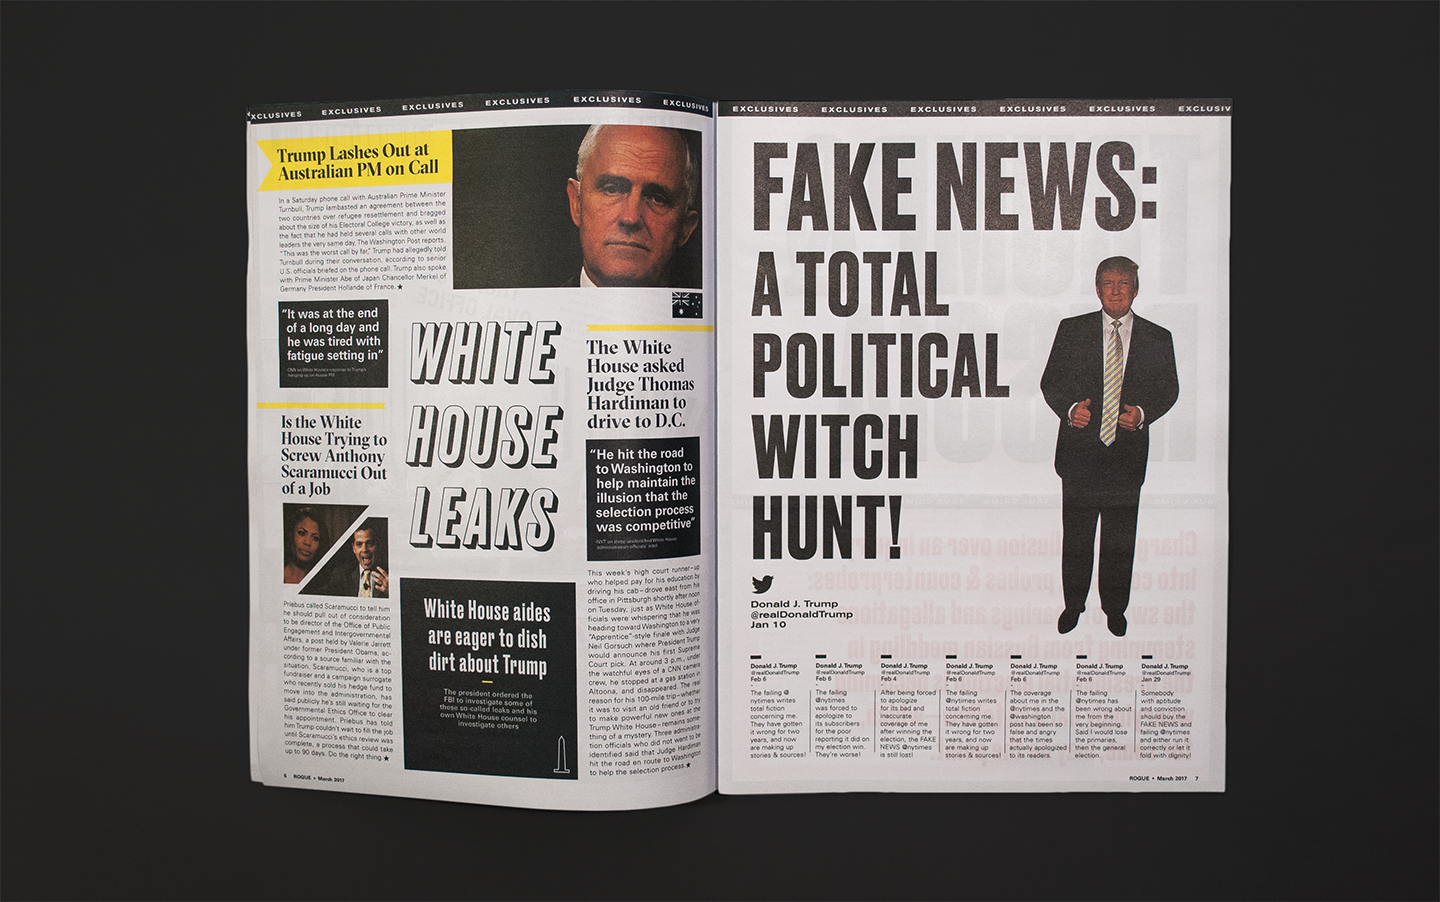 EXCLUSIVES EXCLUSIVES EXCLUSIVES EXCLUSIVES EXCLUSIVES
Trump Lashes Out at
Australian PM on Call
In a Saturday phone call with Australian Prime Minister
Turnbull, Trump lambasted an agreement between the
two countries over refugee resettlement and bragged
about the size of his Electoral College victory, as well as
the fact that he had held several calls with other world
leaders the very same day, The Washington Post reports.
"This was the worst call by far," Trump had allegedly told
Turnbull during their conversation, according to senior
U.S. officials briefed on the phone call. Trump also spoke
with Prime Minister Abe of Japan Chancellor Merkel of
Germany President Hollande of France. ★
"It was at the end
of a long day and
he was tired with
fatigue setting in"
CNN on White House's response to Trump's
hanging up on Aussie PM
Is the White
House Trying to
Screw Anthony
Scaramucci Out
of a Job
Priebus called Scaramucci to tell him
he should pull out of consideration
to be director of the Office of Public
Engagement and Intergovernmental
Affairs, a post held by Valerie Jarrett
under former President Obama, ac-
cording to a source familiar with the
situation. Scaramucci, who is a top
fundraiser and a campaign surrogate
who recently sold his hedge fund to
move into the administration, has
said publicly he's still waiting for the
Governmental Ethics Office to clear
his appointment. Priebus has told
him Trump couldn't wait to fill the job
until Scaramucci's ethics review was
complete, a process that could take
up to 90 days. Do the right thing ★
WHITE
HOUSE
LEAKS
White House aides
are eager to dish
dirt about Trump
The president ordered the
FBI to investigate some of
these so-called leaks and his
own White House counsel to
investigate others
The White
House asked
Judge Thomas
Hardiman to
drive to D.C.
"He hit the road
to Washington to
help maintain the
illusion that the
selection process
was competitive"
This week's high court runner-up
who helped pay for his education by
driving his cab-drove east from his
office in Pittsburgh shortly after noon
on Tuesday, just as White House of-
ficials were whispering that he was
heading toward Washington to a very
"Apprentice"-style finale with Judge
Neil Gorsuch where President Trump
would announce his first Supreme
Court pick. At around 3 p.m., under
the watchful eyes of a CNN camera
crew, he stopped at a gas station in
Altoona, and disappeared. The real
reason for his 100-mile trip-whether
it was to visit an old friend or try
to make powerful new ones at the
Trump White House-remains some-
thing of a mystery. Three administra-
tion officials who did not want to be
identified said that Judge Hardiman
hit the road en route to Washington
to help the selection process. ★
6 ROGUE • March 2017
EXCLUSIVES EXCLUSIVES EXCLUSIVES EXCLUSIVES EXCLUSIVES EXCLUSIV
FAKE NEWS:
A TOTAL
POLITICAL
WITCH
HUNT!
Donald J. Trump
@realDonaldTrump
Jan 10
Donald J. Trump
@realDonaldTrump
Feb 6
The failing @
nytimes writes
total fiction
concerning me.
They have gotten
it wrong for two
years, and now
are making up
stories & sources!
Donald J. Trump
@realDonaldTrump
Feb 6
The failing
@nytimes
was forced to
apologize to
its subscribers
for the poor
reporting it did on
my election win.
They're worse!
Donald J. Trump
@realDonaldTrump
Feb 4
After being forced
to apologize
for its bad and
inaccurate
coverage of me
after winning the
election, the FAKE
NEWS @nytimes
is still lost!
Donald J. Trump
@realDonaldTrump
Feb 6
The failing
@nytimes writes
total fiction
concerning me.
They have gotten
it wrong for two
years, and now
are making up
stories & sources!
Donald J. Trump
@realDonaldTrump
Feb 6
The coverage
about me in the
@nytimes and the
@washington
post has been so
false and angry
that the times
actually apologized
to its readers.
Donald J. Trump
@realDonaldTrump
Feb 6
The failing
@nytimes has
been wrong about
me from the
very beginning.
Said I would lose
the primaries,
then the general
election.
Donald J. Trump
@realDonaldTrump
Jan 29
Somebody
with aptitude
and conviction
should buy the
FAKE NEWS and
failing @nytimes
and either run it
correctly or let it
fold with dignity!
ROGUE • March 2017 7